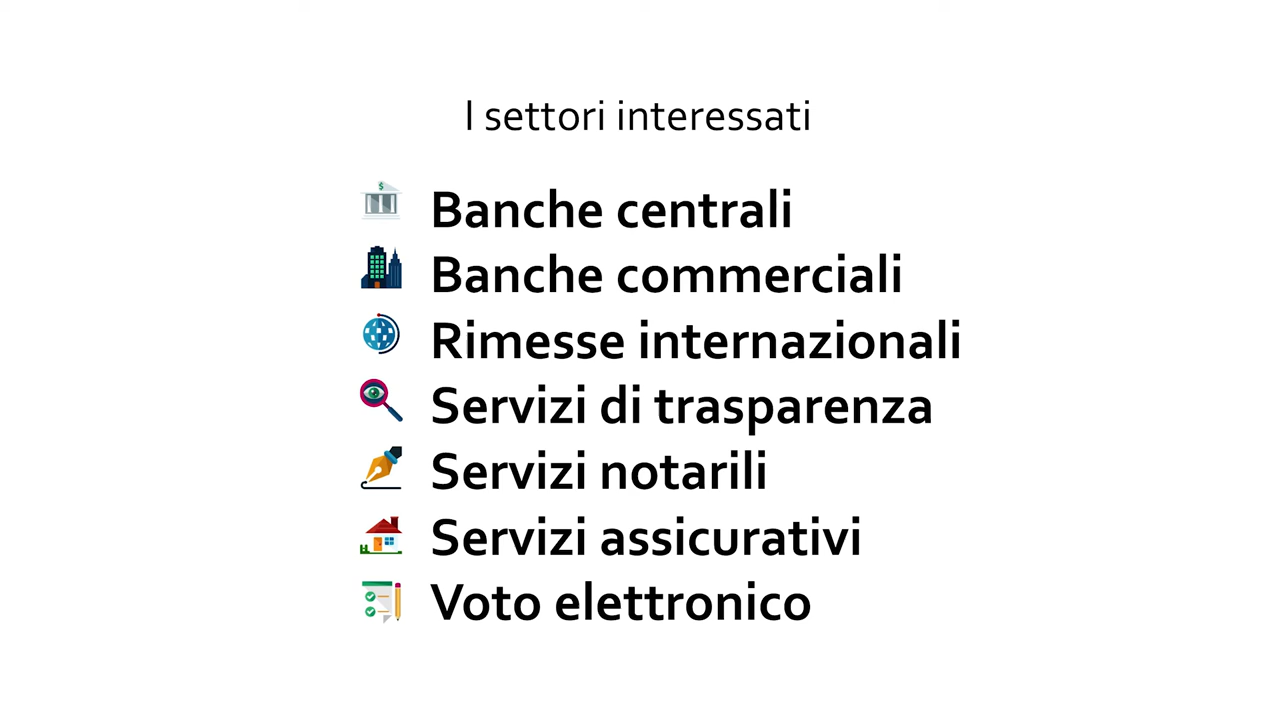 I settori interessati
Banche centrali
Banche commerciali
Rimesse internazionali
Servizi di trasparenza
Servizi notarili
Servizi assicurativi
Voto elettronico